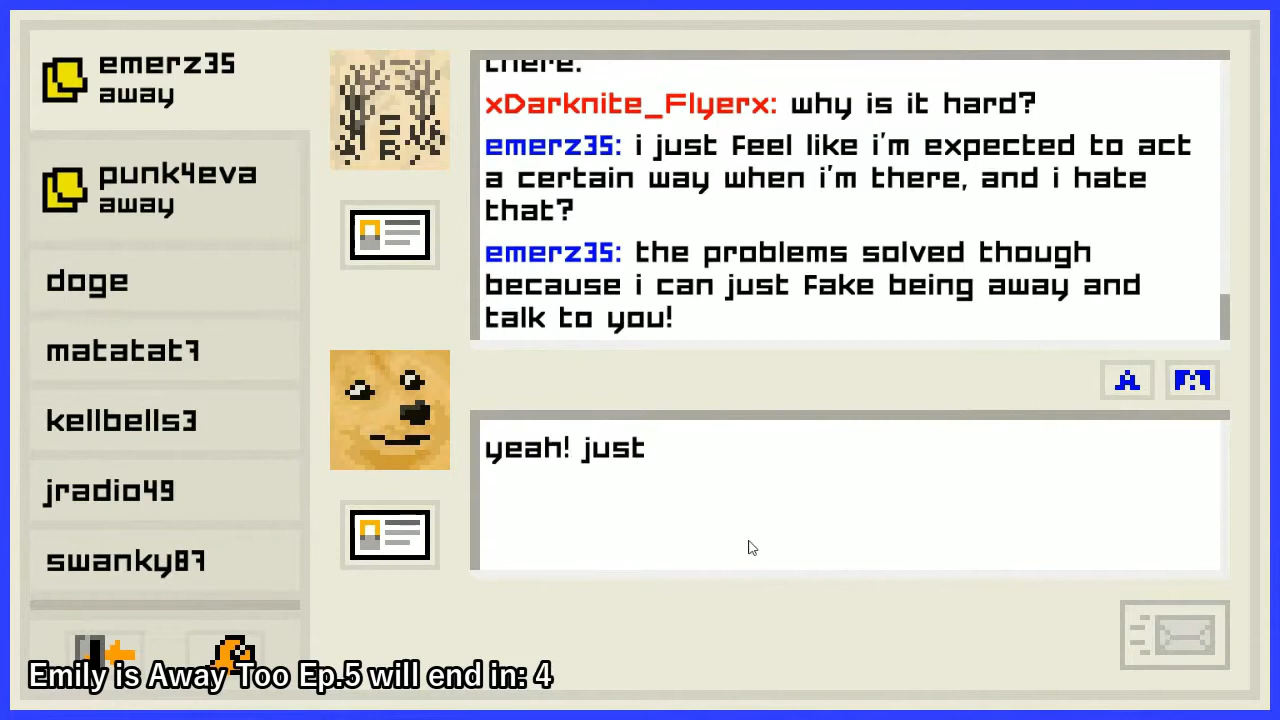 emerz35
away
punk4eva
away
doge
matatat7
kellbells3
jradio49
swanky87
there.
xDarknite_Flyerx: why is it hard?
emerz35: i just feel like i'm expected to act
a certain way when i'm there, and i hate
that?
emerz35: the problems solved though
because i can just fake being away and
talk to you!
A
yeah! just
Emily is Away Too Ep.5 will end in: 4